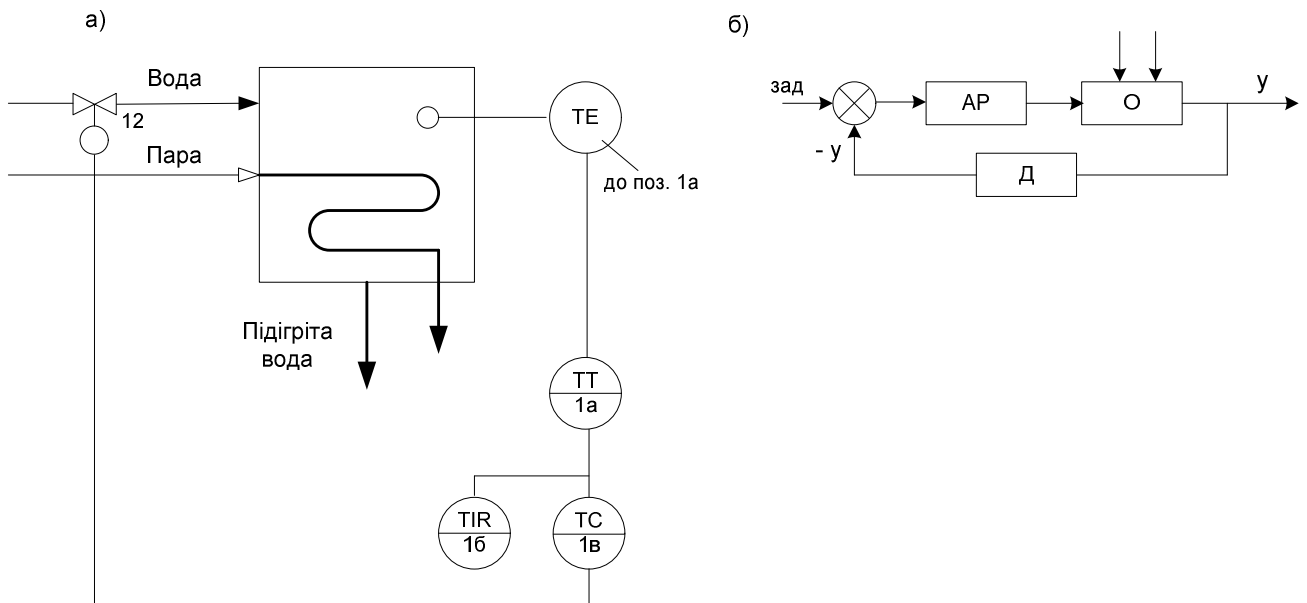 а)
Вода
12
Пара
TE
до поз. 1а
Підігріта
вода
TT
1а
TIR
1б
TC
1в
б)
зад
АР
О
у
- у
Д